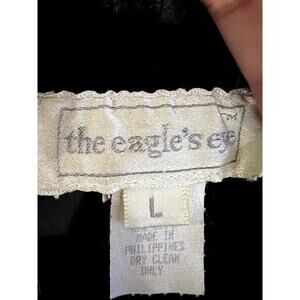 the eagle's eye
L
MADE IN
PHILIPPINES
DRY CLEAN
ONLY